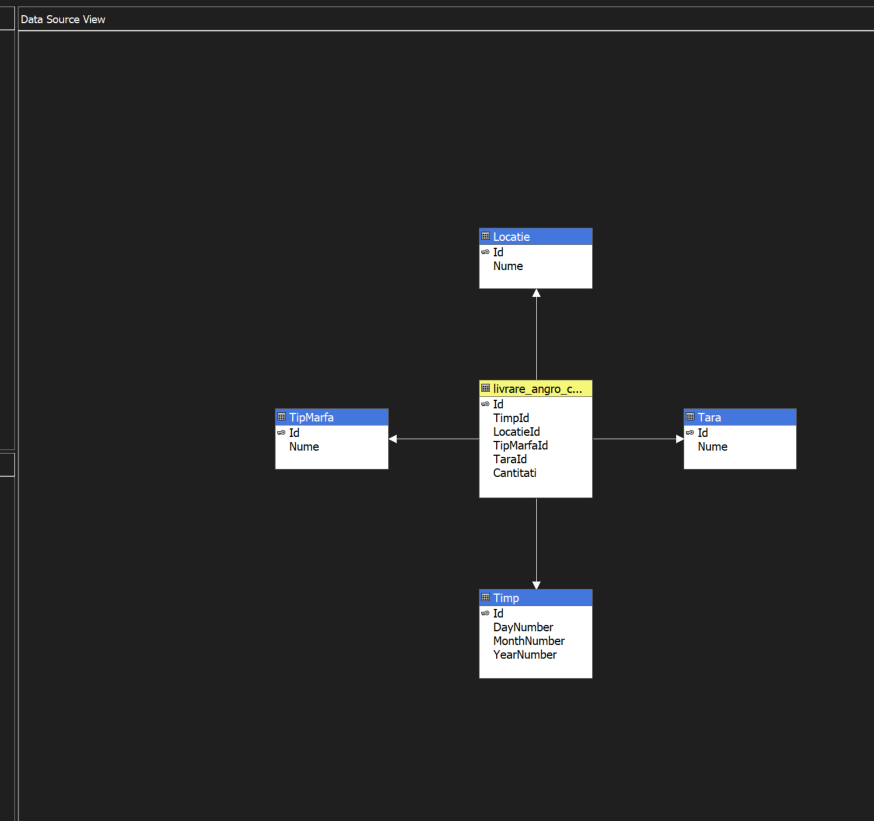 Data Source View
Locatie
Id
Nume
livrare_angro_c...
Id
TimpId
LocatieId
TipMarfaId
TaraId
Cantitati
TipMarfa
Id
Nume
Tara
Id
Nume
Timp
Id
DayNumber
MonthNumber
YearNumber